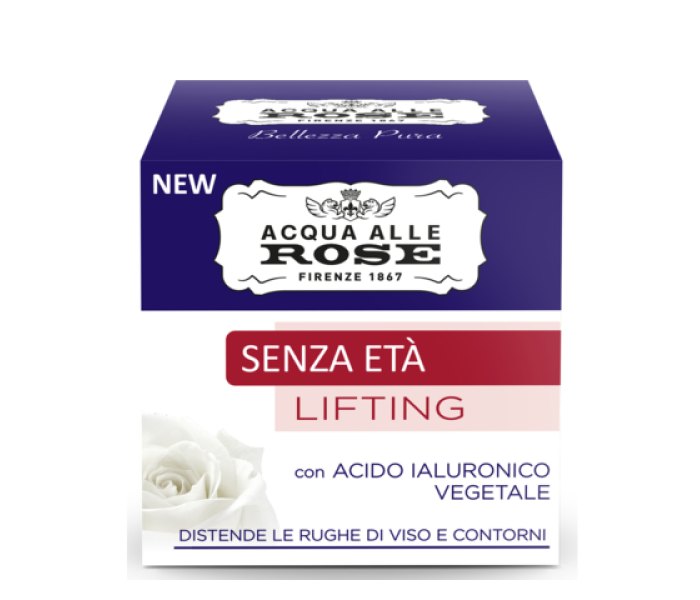 ACQUA ALLE
ROSE
FIRENZE 1867
Bellezza Pura
NEW
ACQUA ALLE
ROSE
FIRENZE 1867
SENZA ETÀ
LIFTING
con ACIDO IALURONICO
VEGETALE
DISTENDE LE RUGHE DI VISO E CONTORNI